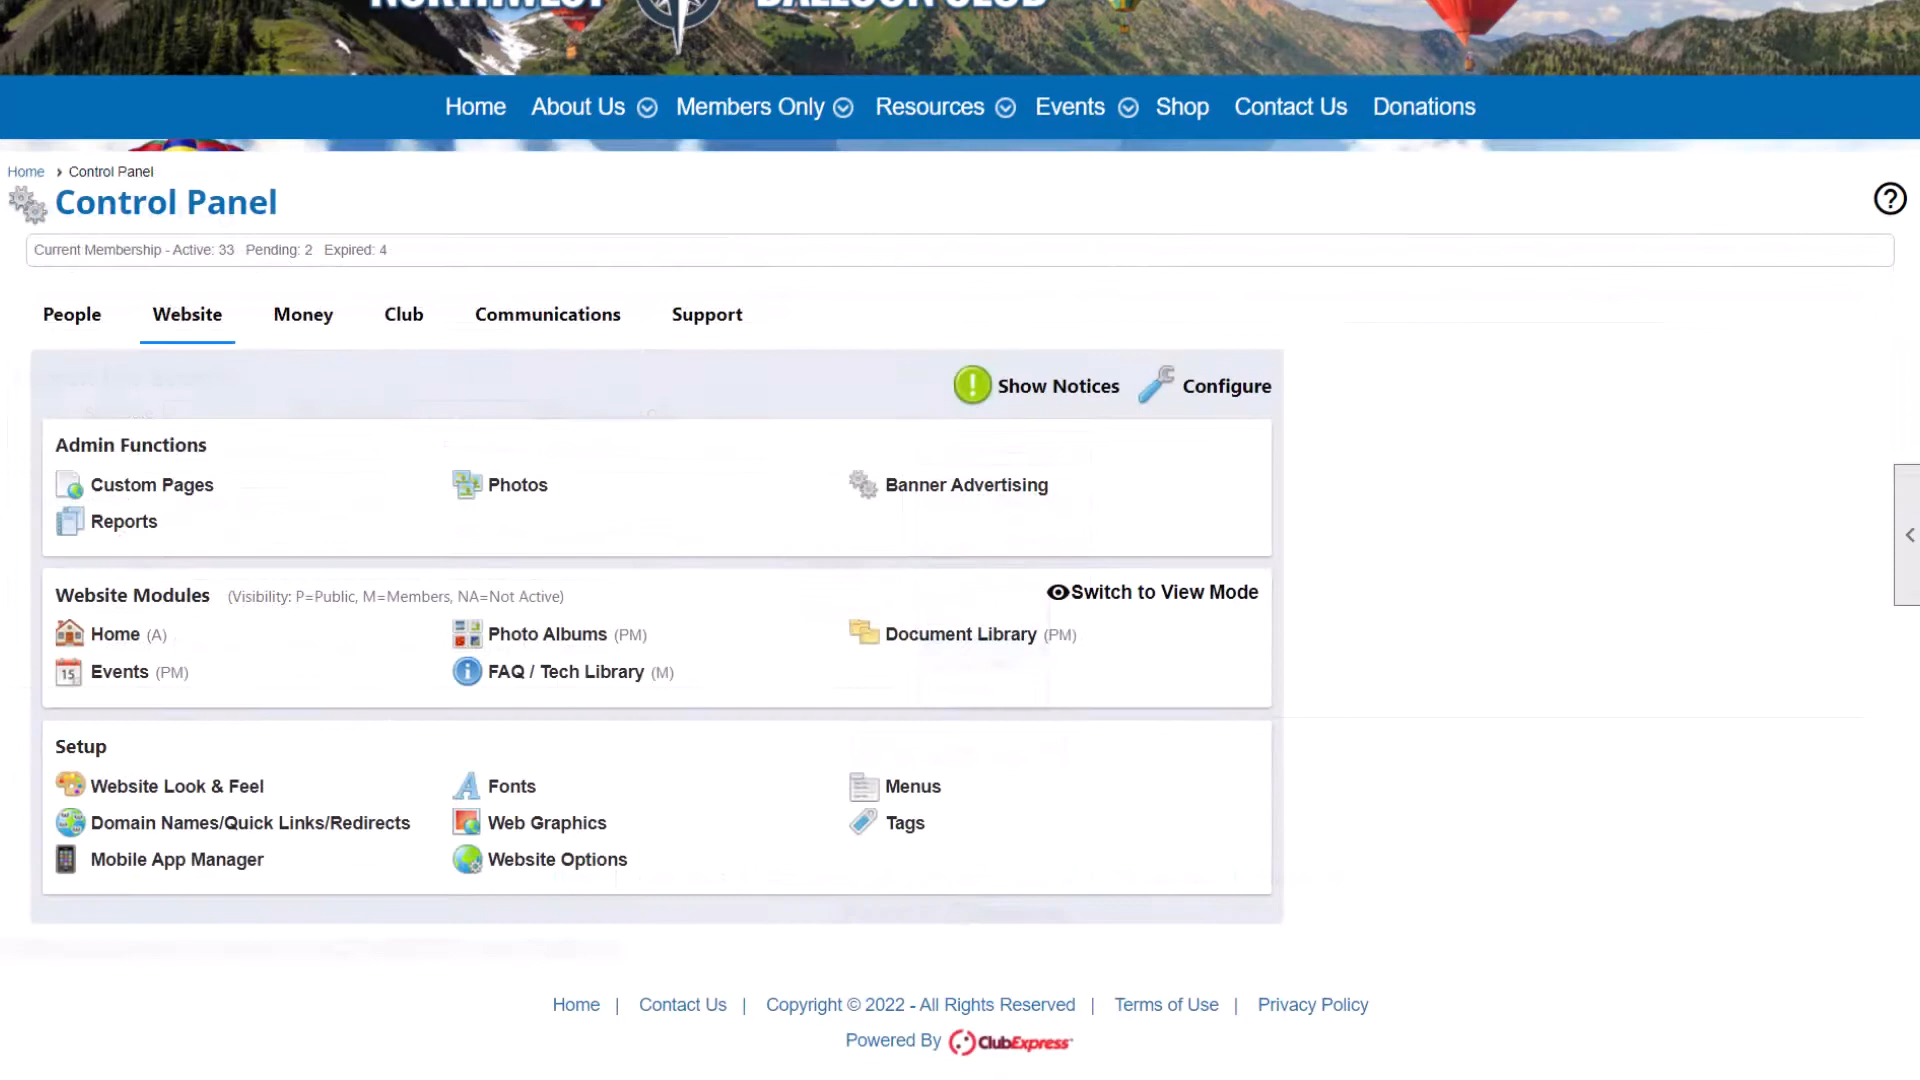 NORTHWEST BALLOON CLUB
Home About Us Members Only Resources Events Shop Contact Us Donations
Home › Control Panel
Control Panel
Current Membership - Active: 33 Pending: 2 Expired: 4
People Website Money Club Communications Support
Show Notices Configure
Admin Functions
Custom Pages Photos Banner Advertising
Reports
Website Modules (Visibility: P=Public, M=Members, NA=Not Active) Switch to View Mode
Home (A) Photo Albums (PM) Document Library (PM)
15 Events (PM) FAQ / Tech Library (M)
Setup
Website Look & Feel Fonts Menus
Domain Names/Quick Links/Redirects Web Graphics Tags
Mobile App Manager Website Options
Home | Contact Us | Copyright © 2022 - All Rights Reserved | Terms of Use | Privacy Policy
Powered By ClubExpress